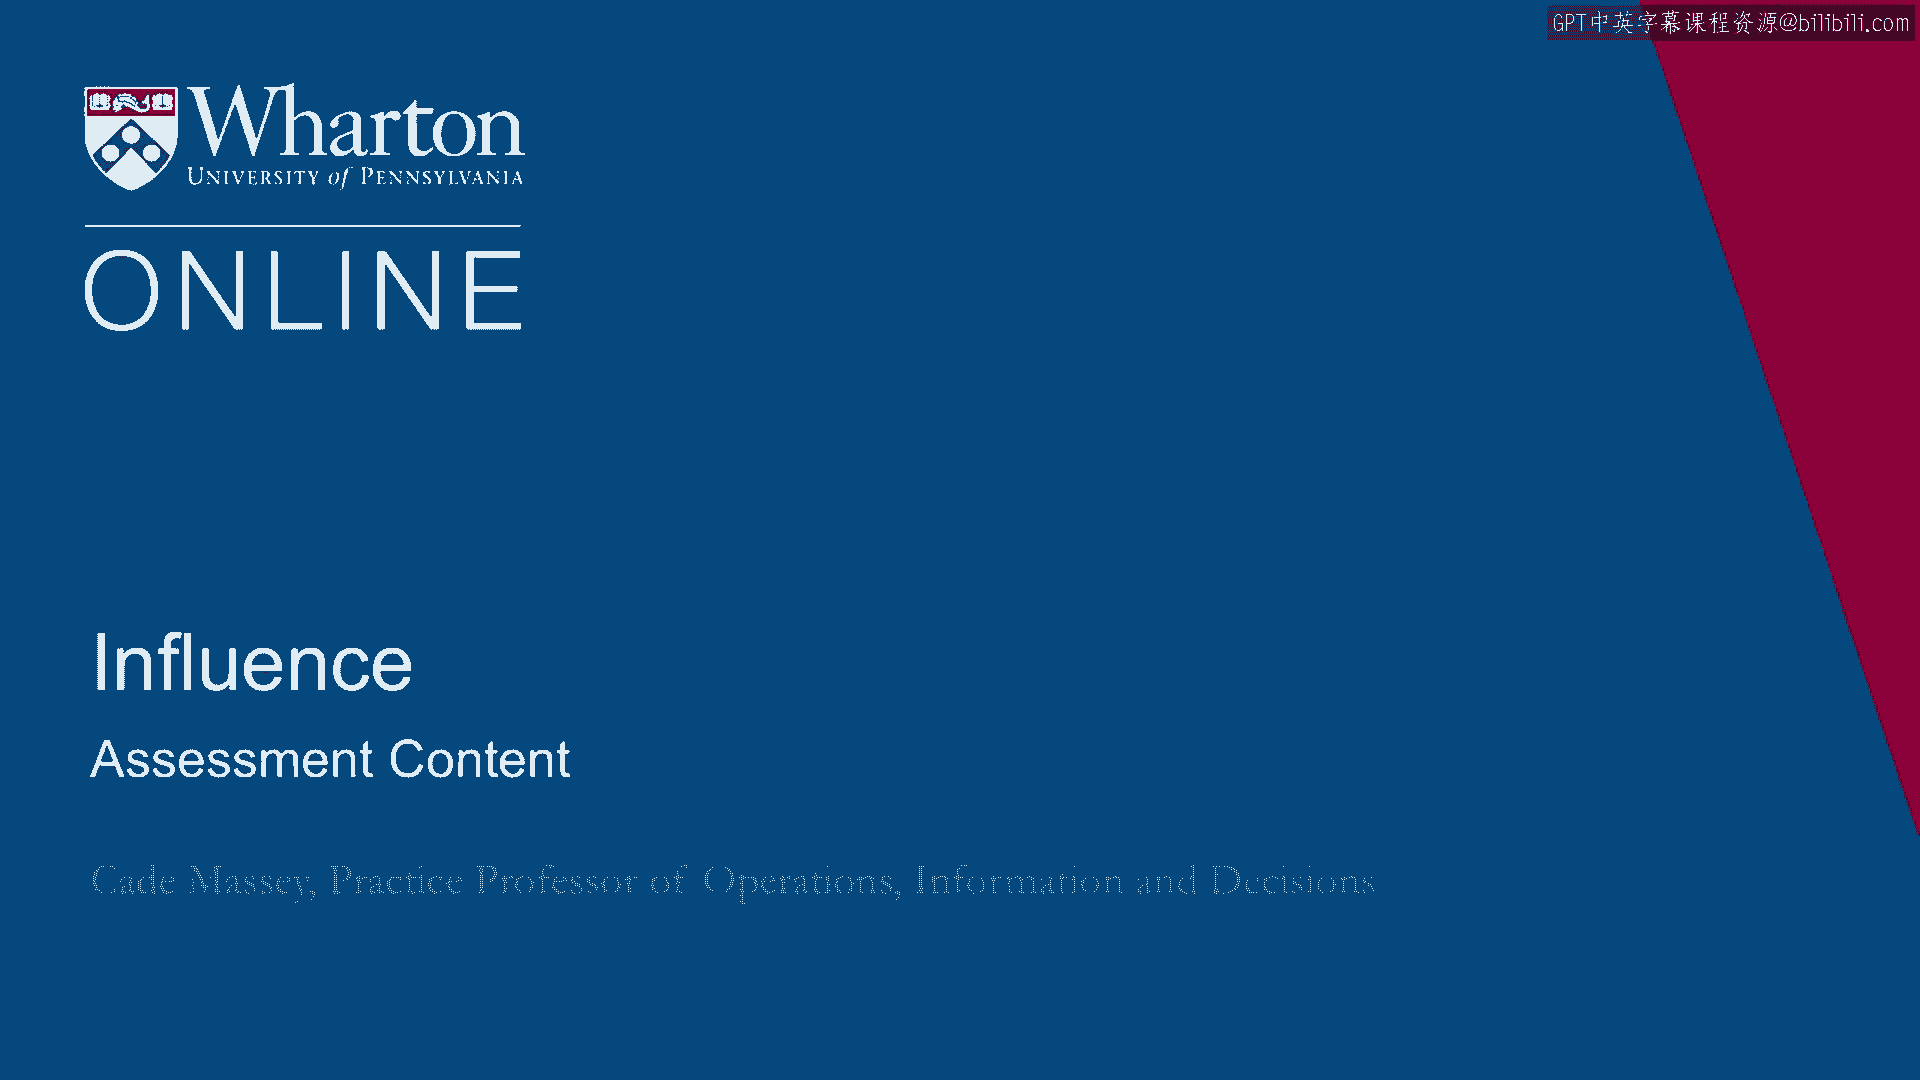 GPT中英字幕课程资源@bilibili.com
Wharton
UNIVERSITY of PENNSYLVANIA
ONLINE
Influence
Assessment Content
Cade Massey, Practice Professor of Operations, Information and Decisions